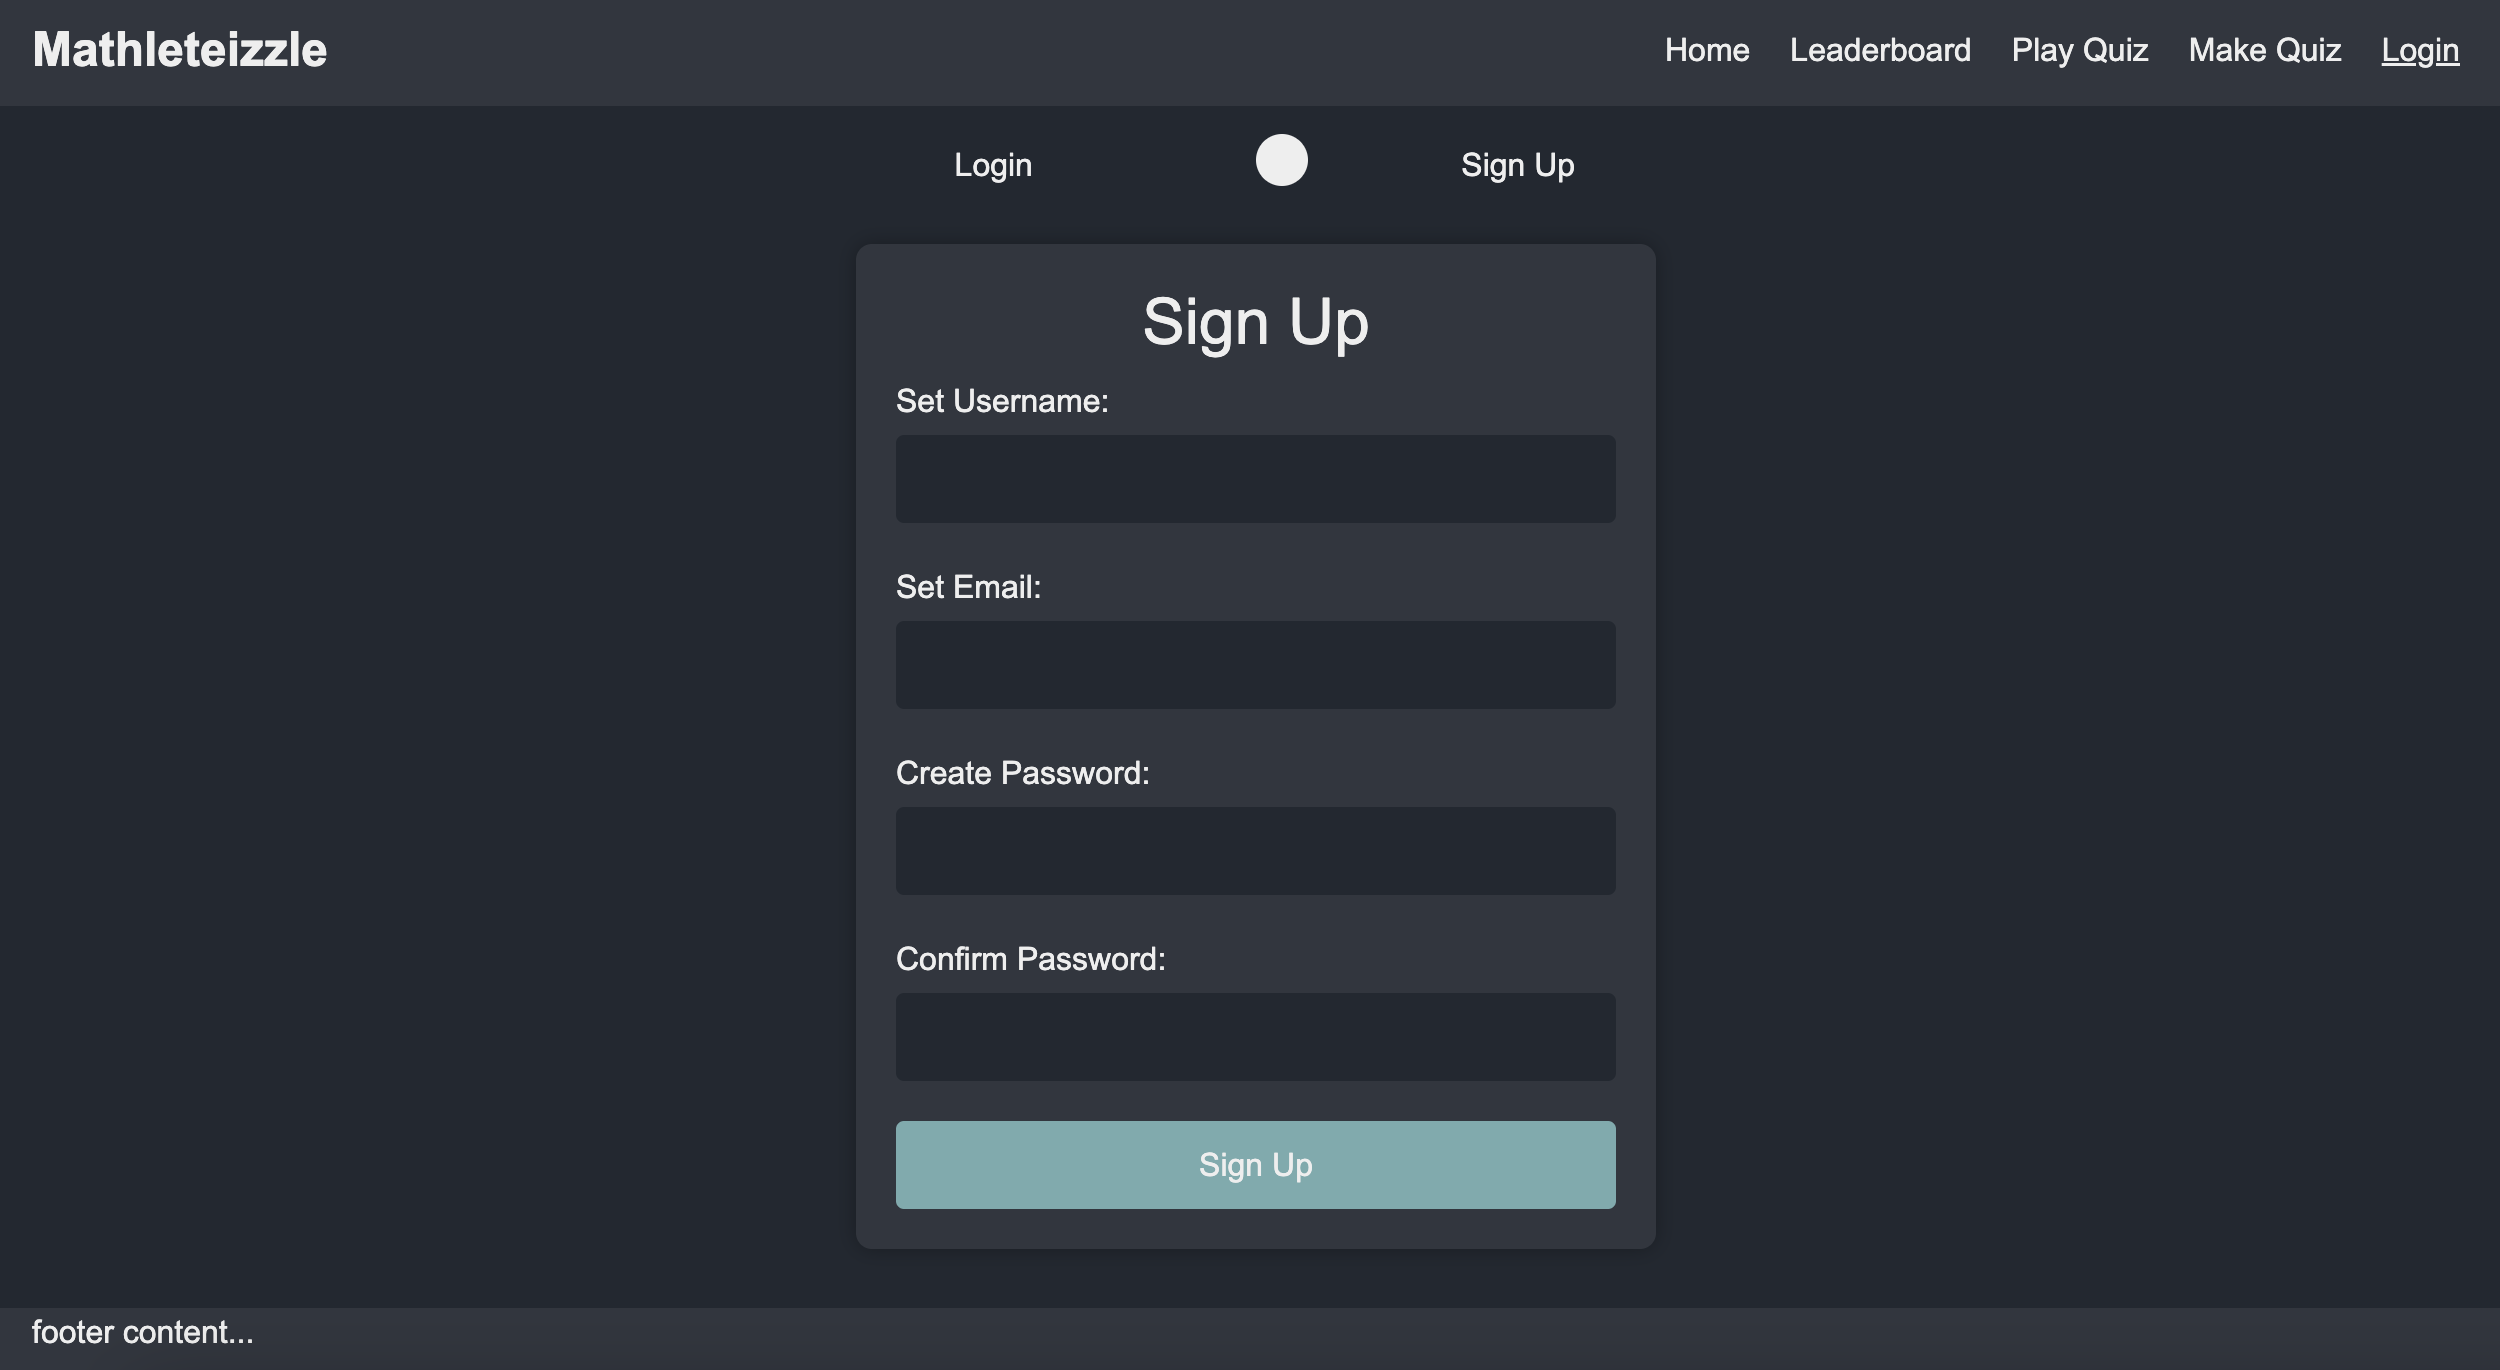 Mathleteizzle
Home Leaderboard Play Quiz Make Quiz Login
Login Sign Up
Sign Up
Set Username:
Set Email:
Create Password:
Confirm Password:
Sign Up
footer content...